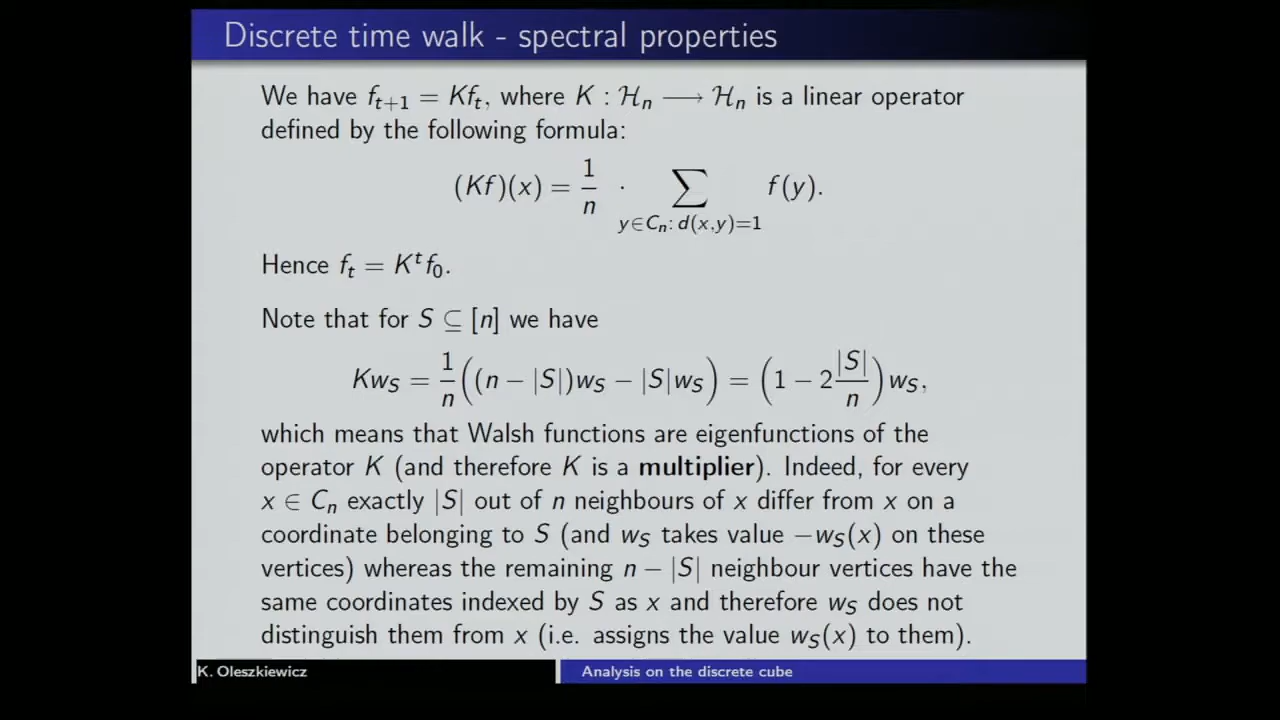 Discrete time walk - spectral properties
We have f_{t+1} = Kf_t, where K : ℋ_n ⟶ ℋ_n is a linear operator
defined by the following formula:
(Kf)(x) = \frac{1}{n} · \sum_{y∈C_n: d(x,y)=1} f(y).
Hence f_t = K^t f_0.
Note that for S ⊆ [n] we have
Kw_S = \frac{1}{n}((n − |S|)w_S − |S|w_S) = (1 − 2\frac{|S|}{n})w_S,
which means that Walsh functions are eigenfunctions of the
operator K (and therefore K is a multiplier). Indeed, for every
x ∈ C_n exactly |S| out of n neighbours of x differ from x on a
coordinate belonging to S (and w_S takes value −w_S(x) on these
vertices) whereas the remaining n − |S| neighbour vertices have the
same coordinates indexed by S as x and therefore w_S does not
distinguish them from x (i.e. assigns the value w_S(x) to them).
K. Oleszkiewicz
Analysis on the discrete cube